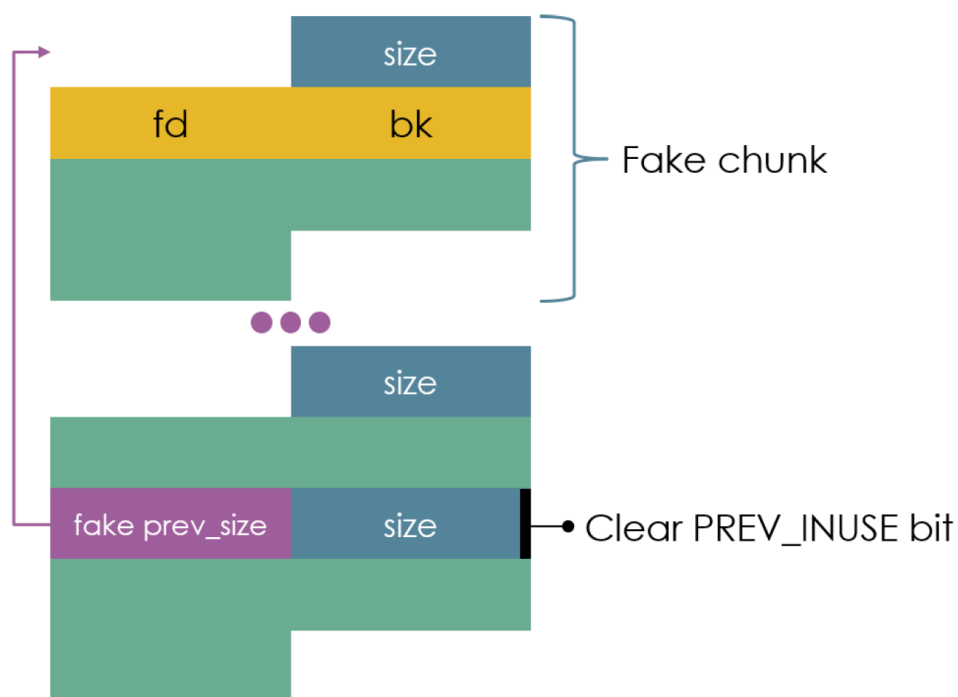 size
fd
bk
Fake chunk
size
fake prev_size
size
Clear PREV_INUSE bit